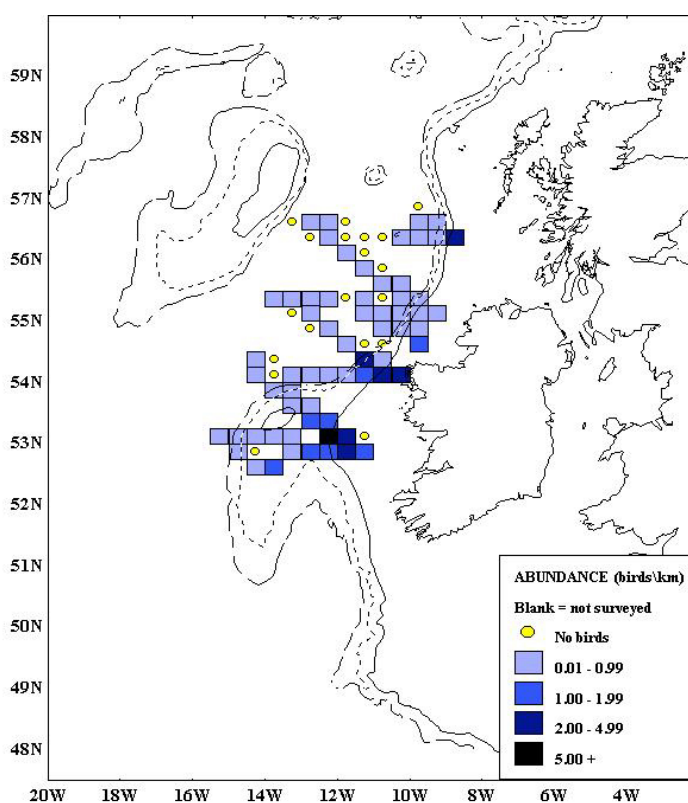 59N
58N
57N
56N
55N
54N
53N
52N
51N
50N
49N
48N
ABUNDANCE (birds\km)
Blank = not surveyed
No birds
0.01 - 0.99
1.00 - 1.99
2.00 - 4.99
5.00 +
20W 16W 14W 12W 10W 8W 6W 4W